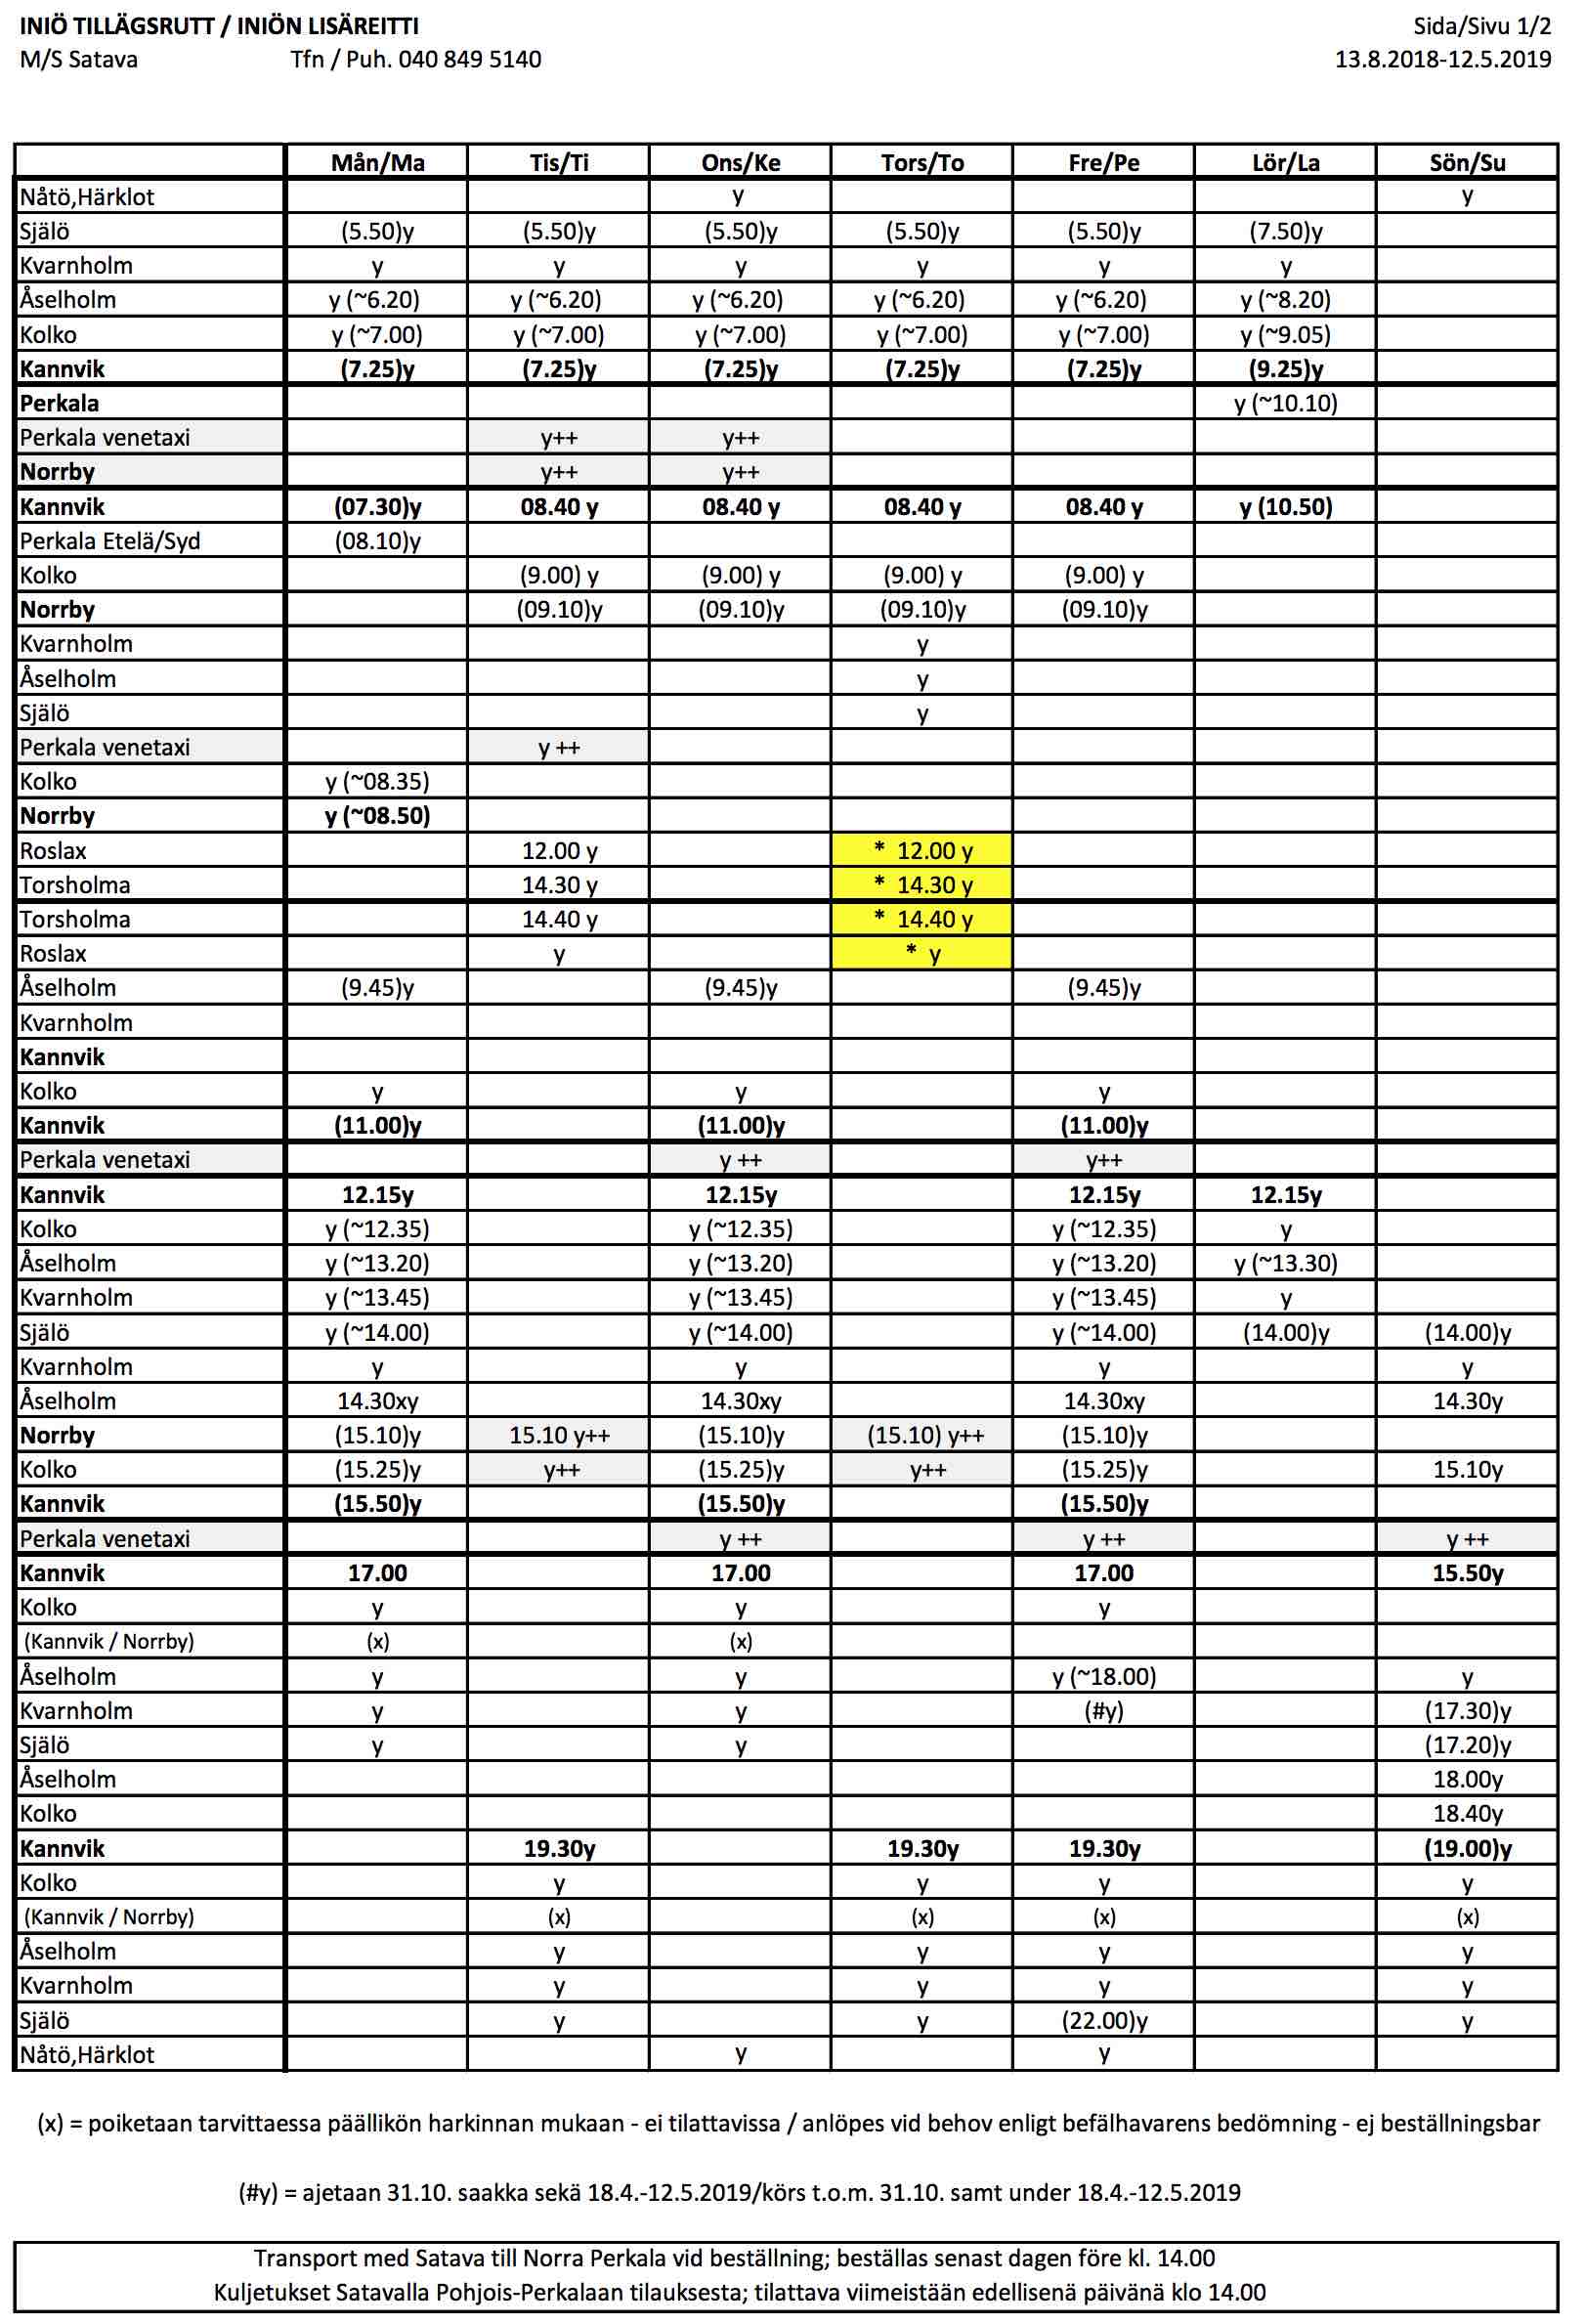 INIÖ TILLÄGSRUTT / INIÖN LISÄREITTI Sida/Sivu 1/2
M/S Satava Tfn / Puh. 040 849 5140 13.8.2018-12.5.2019
Mån/Ma Tis/Ti Ons/Ke Tors/To Fre/Pe Lör/La Sön/Su
Nåtö,Härklot y y
Själö (5.50)y (5.50)y (5.50)y (5.50)y (5.50)y (7.50)y
Kvarnholm y y y y y y
Åselholm y (~6.20) y (~6.20) y (~6.20) y (~6.20) y (~6.20) y (~8.20)
Kolko y (~7.00) y (~7.00) y (~7.00) y (~7.00) y (~7.00) y (~9.05)
Kannvik (7.25)y (7.25)y (7.25)y (7.25)y (7.25)y (9.25)y
Perkala y (~10.10)
Perkala venetaxi y++ y++
Norrby y++ y++
Kannvik (07.30)y 08.40 y 08.40 y 08.40 y 08.40 y y (10.50)
Perkala Etelä/Syd (08.10)y
Kolko (9.00) y (9.00) y (9.00) y (9.00) y
Norrby (09.10)y (09.10)y (09.10)y (09.10)y
Kvarnholm y
Åselholm y
Själö y
Perkala venetaxi y ++
Kolko y (~08.35)
Norrby y (~08.50)
Roslax 12.00 y * 12.00 y
Torsholma 14.30 y * 14.30 y
Torsholma 14.40 y * 14.40 y
Roslax y * y
Åselholm (9.45)y (9.45)y (9.45)y
Kvarnholm
Kannvik
Kolko y y y
Kannvik (11.00)y (11.00)y (11.00)y
Perkala venetaxi y ++ y++
Kannvik 12.15y 12.15y 12.15y 12.15y
Kolko y (~12.35) y (~12.35) y (~12.35) y
Åselholm y (~13.20) y (~13.20) y (~13.20) y (~13.30)
Kvarnholm y (~13.45) y (~13.45) y (~13.45) y
Själö y (~14.00) y (~14.00) y (~14.00) (14.00)y (14.00)y
Kvarnholm y y y y
Åselholm 14.30xy 14.30xy 14.30xy 14.30y
Norrby (15.10)y 15.10 y++ (15.10)y (15.10) y++ (15.10)y
Kolko (15.25)y y++ (15.25)y y++ (15.25)y 15.10y
Kannvik (15.50)y (15.50)y (15.50)y
Perkala venetaxi y ++ y ++ y ++
Kannvik 17.00 17.00 17.00 15.50y
Kolko y y y
(Kannvik / Norrby) (x) (x)
Åselholm y y y (~18.00) y
Kvarnholm y y (#y) (17.30)y
Själö y y (17.20)y
Åselholm 18.00y
Kolko 18.40y
Kannvik 19.30y 19.30y 19.30y (19.00)y
Kolko y y y y
(Kannvik / Norrby) (x) (x) (x) (x)
Åselholm y y y y
Kvarnholm y y y y
Själö y y (22.00)y y
Nåtö,Härklot y y
(x) = poiketaan tarvittaessa päällikön harkinnan mukaan - ei tilattavissa / anlöpes vid behov enligt befälhavarens bedömning - ej beställningsbar
(#y) = ajetaan 31.10. saakka sekä 18.4.-12.5.2019/körs t.o.m. 31.10. samt under 18.4.-12.5.2019
Transport med Satava till Norra Perkala vid beställning; beställas senast dagen före kl. 14.00
Kuljetukset Satavalla Pohjois-Perkalaan tilauksesta; tilattava viimeistään edellisenä päivänä klo 14.00